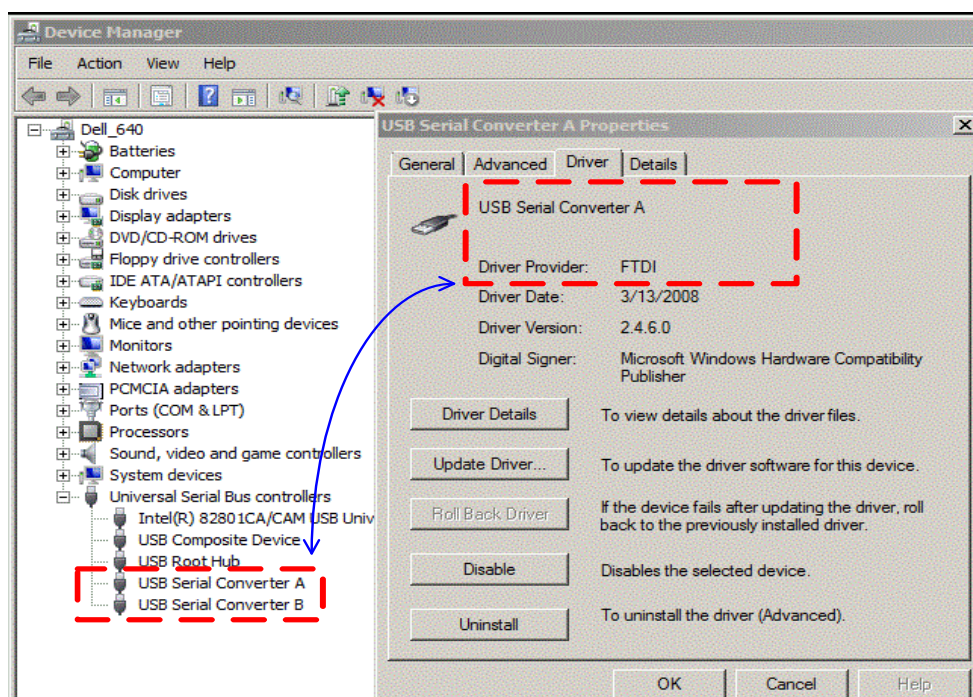 Device Manager
File Action View Help
Dell_640
Batteries
Computer
Disk drives
Display adapters
DVD/CD-ROM drives
Floppy drive controllers
IDE ATA/ATAPI controllers
Keyboards
Mice and other pointing devices
Monitors
Network adapters
PCMCIA adapters
Ports (COM & LPT)
Processors
Sound, video and game controllers
System devices
Universal Serial Bus controllers
Intel(R) 82801CA/CAM USB Univ
USB Composite Device
USB Root Hub
USB Serial Converter A
USB Serial Converter B
USB Serial Converter A Properties
General Advanced Driver Details
USB Serial Converter A
Driver Provider: FTDI
Driver Date: 3/13/2008
Driver Version: 2.4.6.0
Digital Signer: Microsoft Windows Hardware Compatibility
Publisher
Driver Details To view details about the driver files.
Update Driver... To update the driver software for this device.
Roll Back Driver If the device fails after updating the driver, roll
back to the previously installed driver.
Disable Disables the selected device.
Uninstall To uninstall the driver (Advanced).
OK Cancel Help